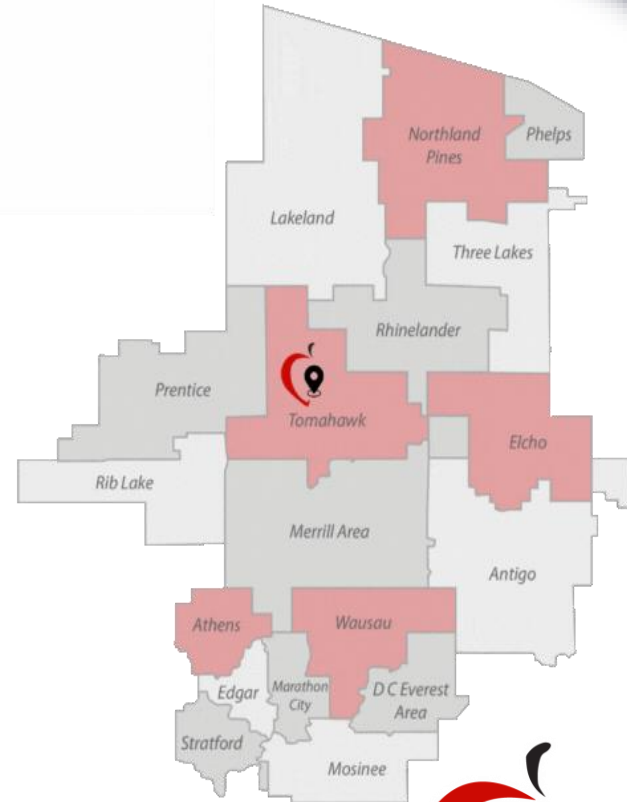 Northland
Pines
Phelps
Lakeland
Three Lakes
Rhinelander
Prentice
Tomahawk
Elcho
Rib Lake
Merrill Area
Antigo
Athens
Wausau
Edgar
Marathon
City
D C Everest
Area
Stratford
Mosinee